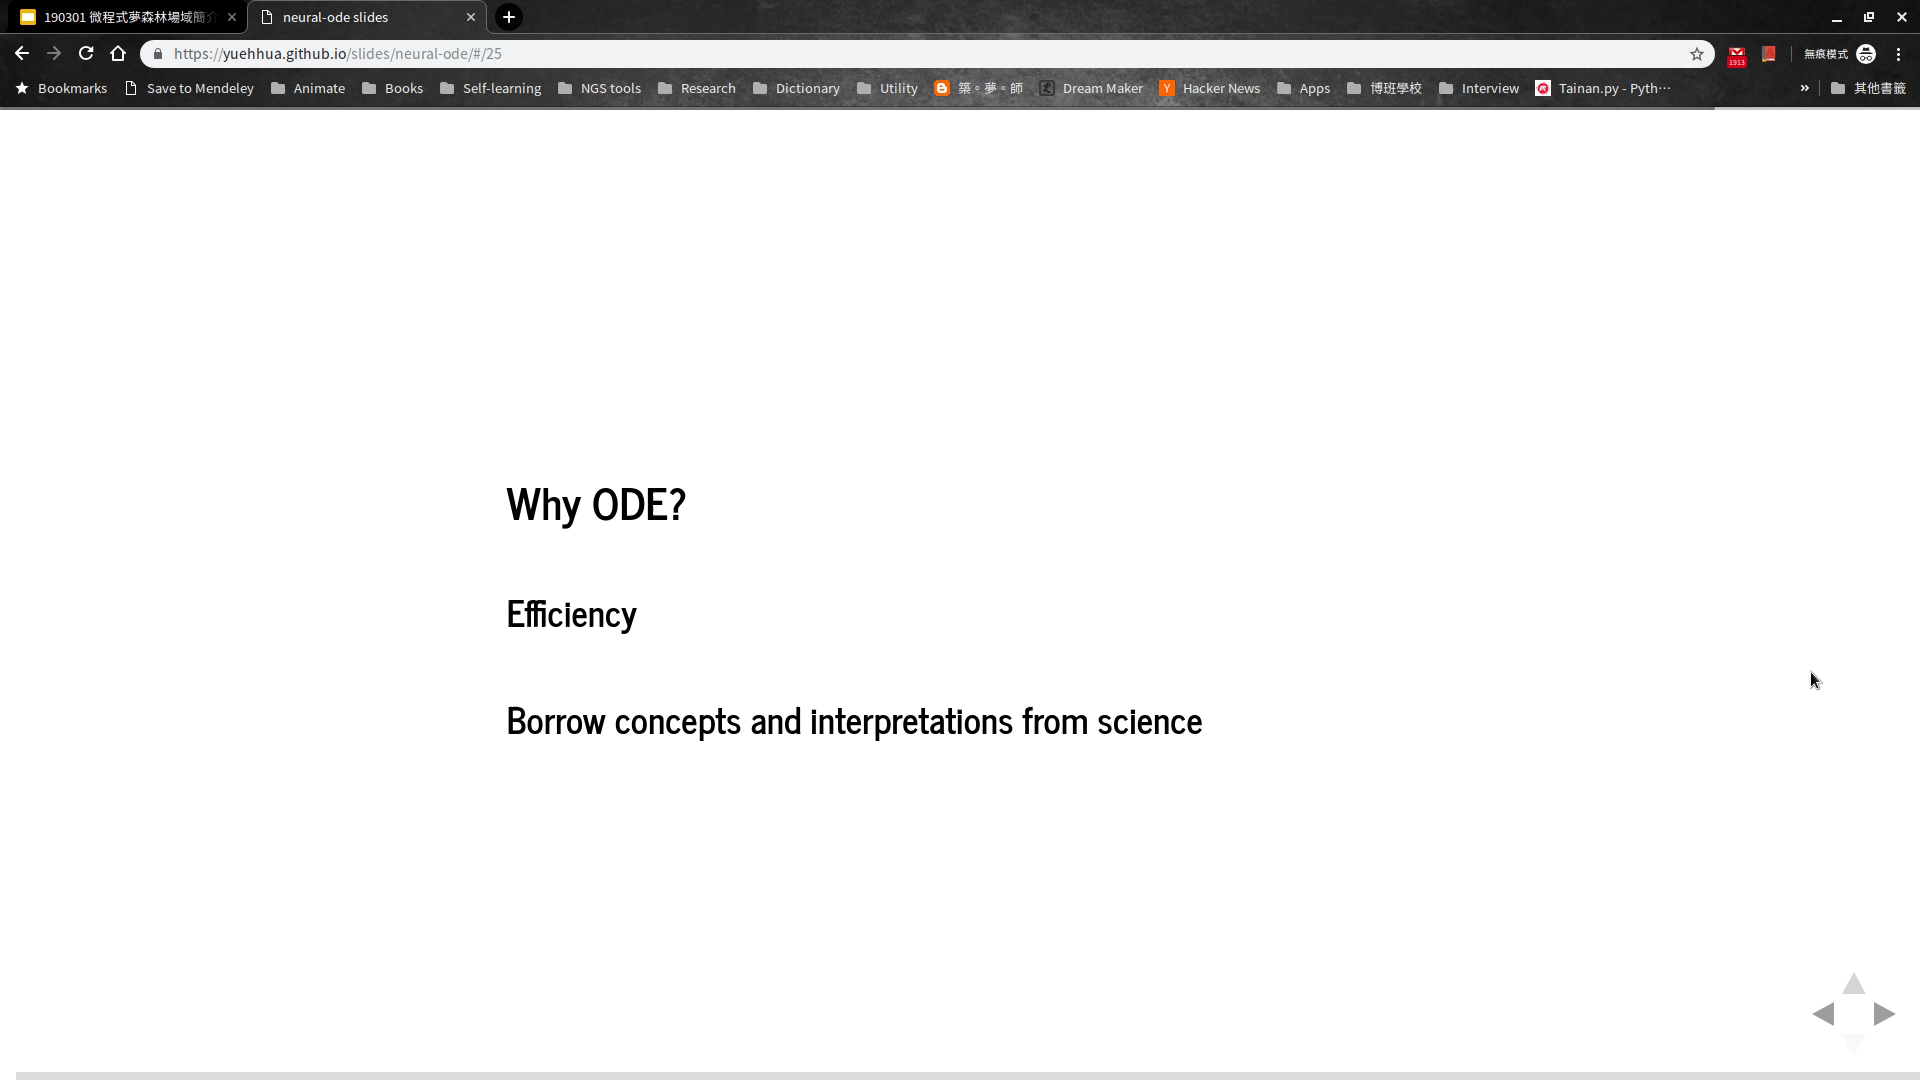 190301 微程式夢森林場域簡介
neural-ode slides
https://yuehhua.github.io/slides/neural-ode/#/25
1913
無痕模式
Bookmarks
Save to Mendeley
Animate
Books
Self-learning
NGS tools
Research
Dictionary
Utility
築。夢。師
Dream Maker
Hacker News
Apps
博班學校
Interview
Tainan.py - Pyth…
»
其他書籤
Why ODE?
Efficiency
Borrow concepts and interpretations from science